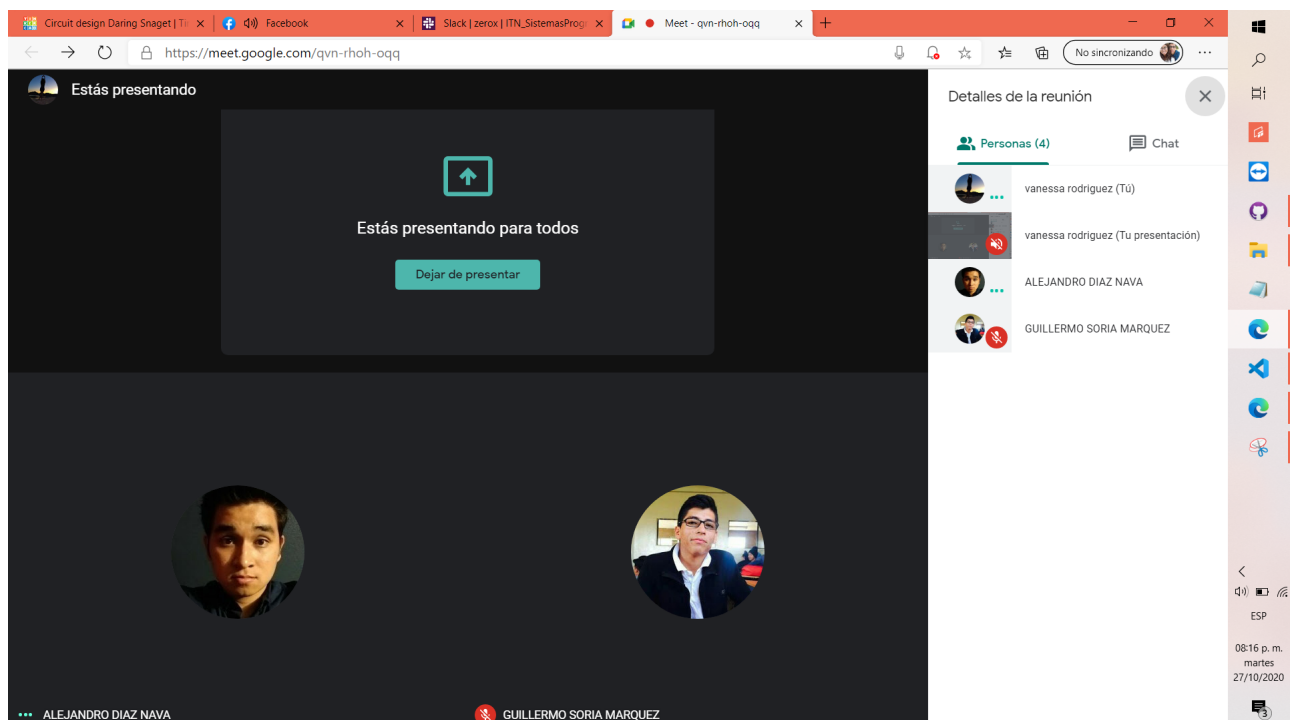 Circuit design Daring Snaget | Tin
Facebook
Slack | zerox | ITN_SistemasProgr
Meet - qvn-rhoh-oqq
https://meet.google.com/qvn-rhoh-oqq
No sincronizando
Estás presentando
Estás presentando para todos
Dejar de presentar
ALEJANDRO DIAZ NAVA
GUILLERMO SORIA MARQUEZ
Detalles de la reunión
Personas (4)
Chat
vanessa rodriguez (Tú)
vanessa rodriguez (Tu presentación)
ALEJANDRO DIAZ NAVA
GUILLERMO SORIA MARQUEZ
ESP
08:16 p. m.
martes
27/10/2020
3